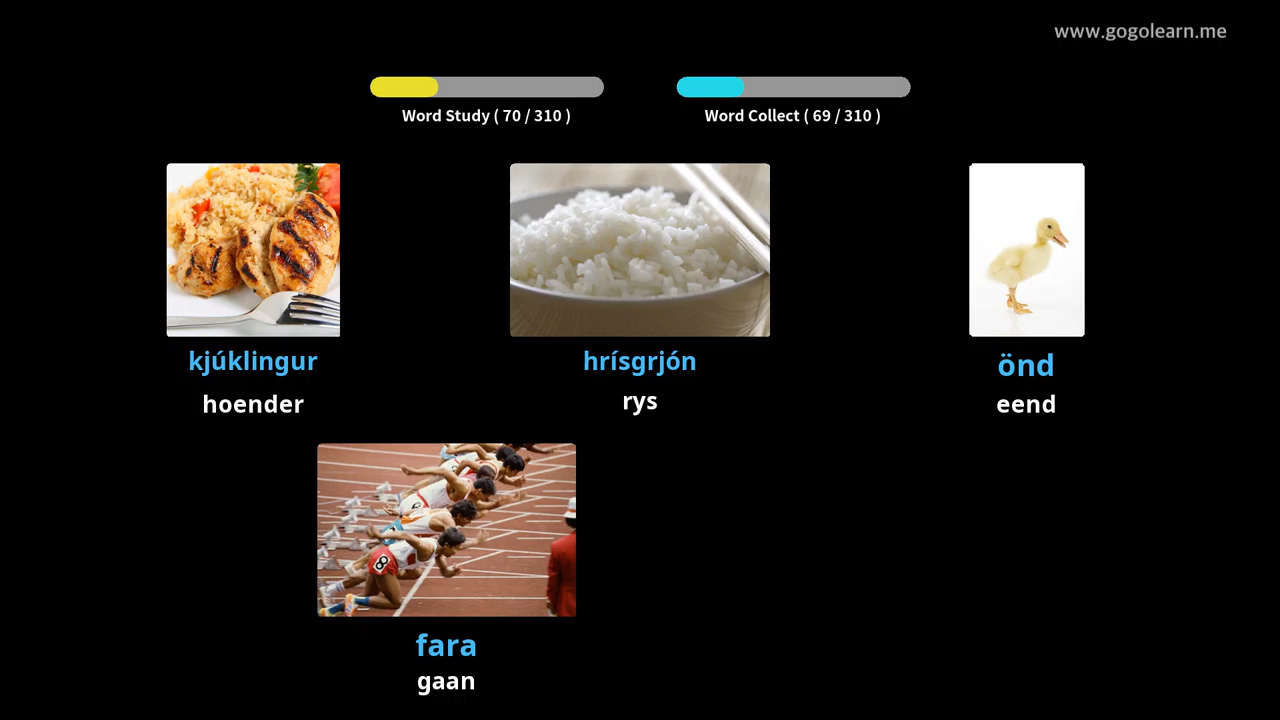 www.gogolearn.me
Word Study ( 70 / 310 )
Word Collect ( 69 / 310 )
kjúklingur
hoender
hrísgrjón
rys
önd
eend
8
fara
gaan